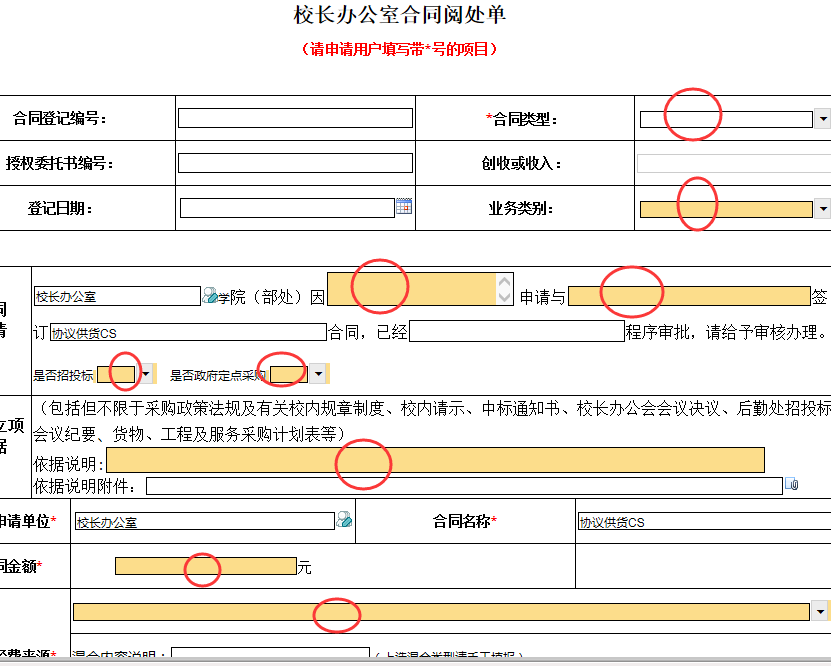 校长办公室合同阅处单
（请申请用户填写带*号的项目）
合同登记编号：
*合同类型：
授权委托书编号：
创收或收入：
登记日期：
业务类别：
校长办公室 学院（部处）因 申请与 签
订 协议供货CS 合同，已经 程序审批，请给予审核办理。
是否招投标 是否政府定点采购
立项 （包括但不限于采购政策法规及有关校内规章制度、校内请示、中标通知书、校长办公会会议决议、后勤处招投标
据 会议纪要、货物、工程及服务采购计划表等）
依据说明:
依据说明附件：
申请单位* 校长办公室 合同名称* 协议供货CS
同金额* 元
经费来源* 混合内容说明： （上选混合类型请手工填报）